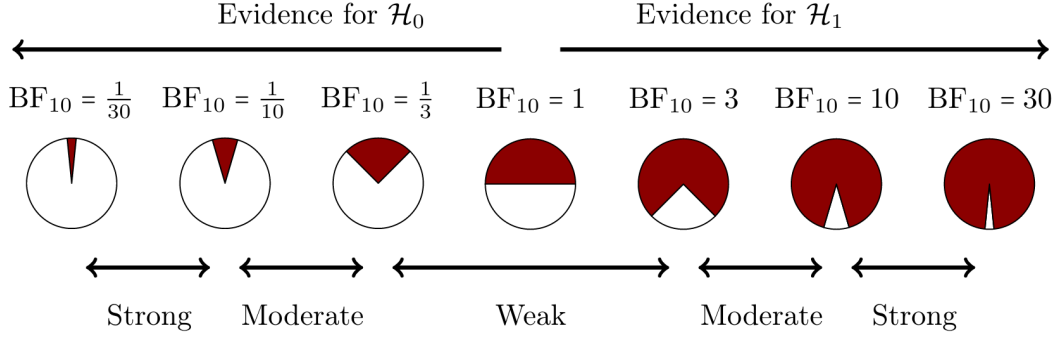 Evidence for ℋ₀ Evidence for ℋ₁
BF₁₀ = 1/30 BF₁₀ = 1/10 BF₁₀ = 1/3 BF₁₀ = 1 BF₁₀ = 3 BF₁₀ = 10 BF₁₀ = 30
Strong Moderate Weak Moderate Strong